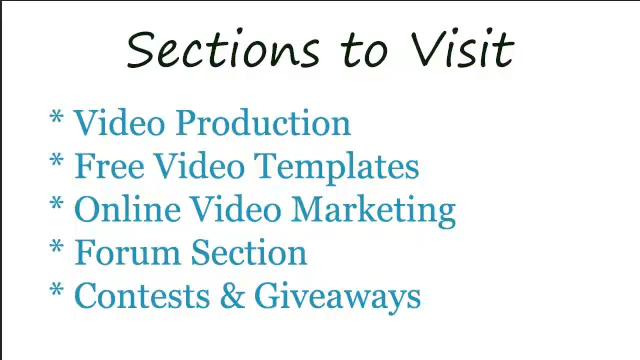 Sections to Visit
* Video Production
* Free Video Templates
* Online Video Marketing
* Forum Section
* Contests & Giveaways